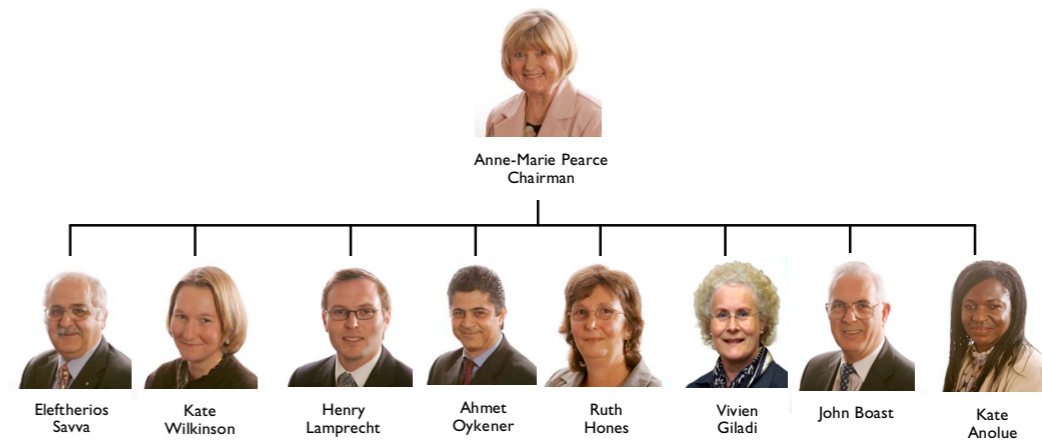 Anne-Marie Pearce
Chairman
Eleftherios
Savva
Kate
Wilkinson
Henry
Lamprecht
Ahmet
Oykener
Ruth
Hones
Vivien
Giladi
John Boast
Kate
Anolue